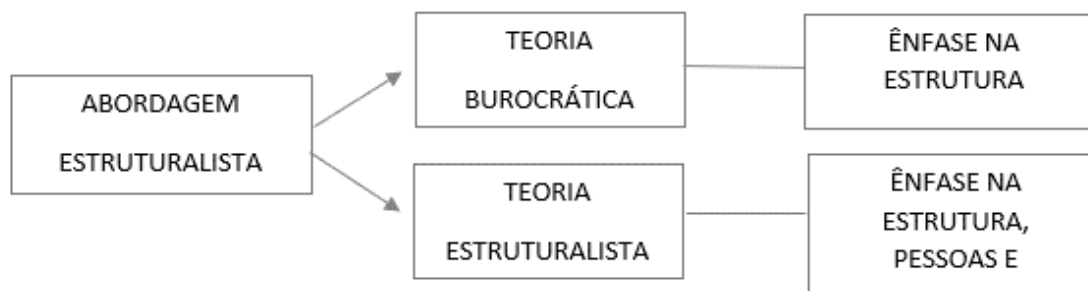 ABORDAGEM
ESTRUTURALISTA
TEORIA
BUROCRÁTICA
ÊNFASE NA
ESTRUTURA
TEORIA
ESTRUTURALISTA
ÊNFASE NA
ESTRUTURA,
PESSOAS E